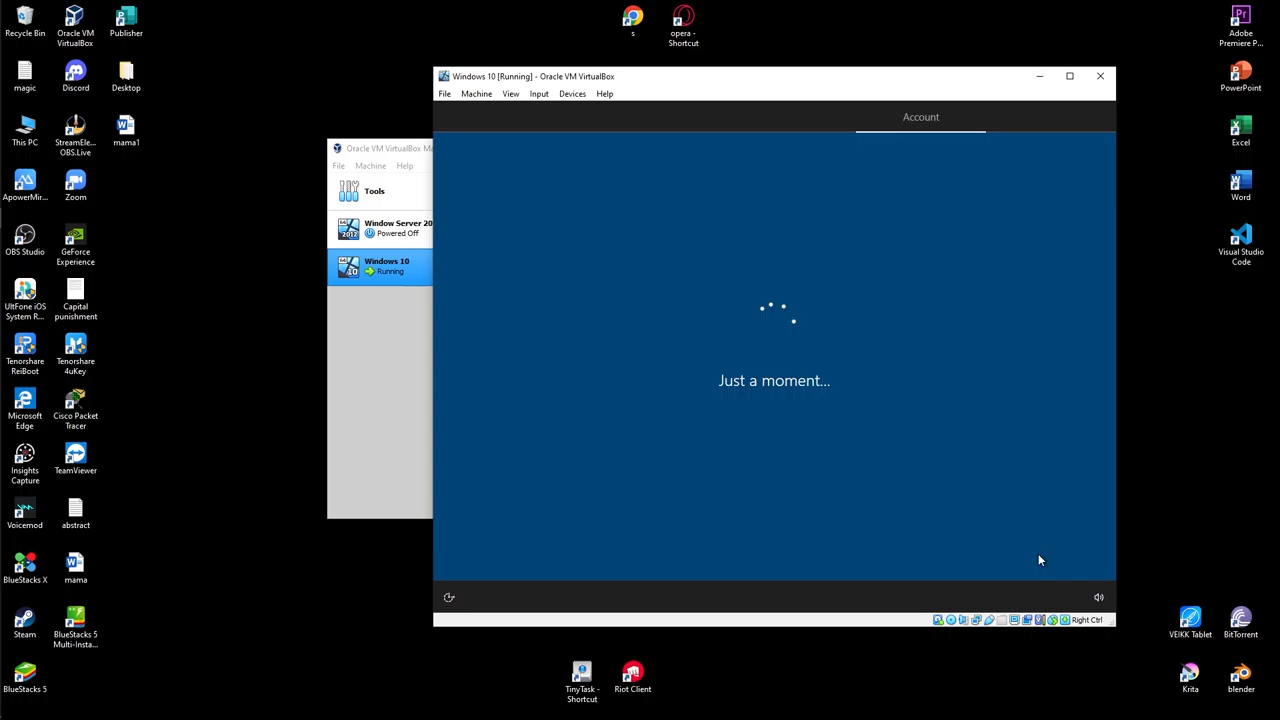 Recycle Bin
Oracle VM
VirtualBox
Publisher
s
opera -
Shortcut
Adobe
Premiere P...
magic
Discord
Desktop
PowerPoint
This PC
StreamEle...
OBS.Live
mama1
Excel
ApowerMir...
Zoom
Word
OBS Studio
GeForce
Experience
Visual Studio
Code
UltFone iOS
System R...
Capital
punishment
Tenorshare
ReiBoot
Tenorshare
4uKey
Microsoft
Edge
Cisco Packet
Tracer
Insights
Capture
TeamViewer
Voicemod
abstract
BlueStacks X
mama
Steam
BlueStacks 5
Multi-Insta...
BlueStacks 5
TinyTask -
Shortcut
Riot Client
VEIKK Tablet
BitTorrent
Krita
blender
Oracle VM VirtualBox Ma
File Machine Help
Tools
Window Server 20
Powered Off
2012
Windows 10
Running
64
10
Windows 10 [Running] - Oracle VM VirtualBox
File Machine View Input Devices Help
Account
Just a moment...
Right Ctrl